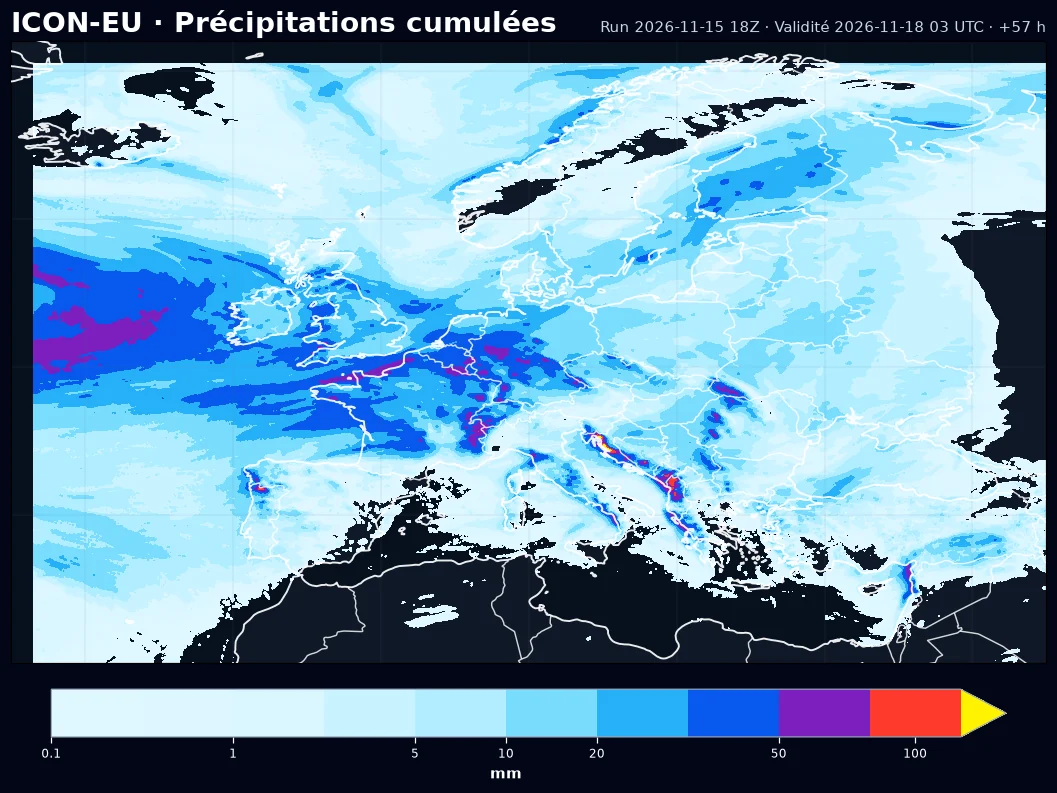 ICON-EU · Précipitations cumulées
Run 2026-11-15 18Z · Validité 2026-11-18 03 UTC · +57 h
0.1 1 5 10 20 50 100
mm